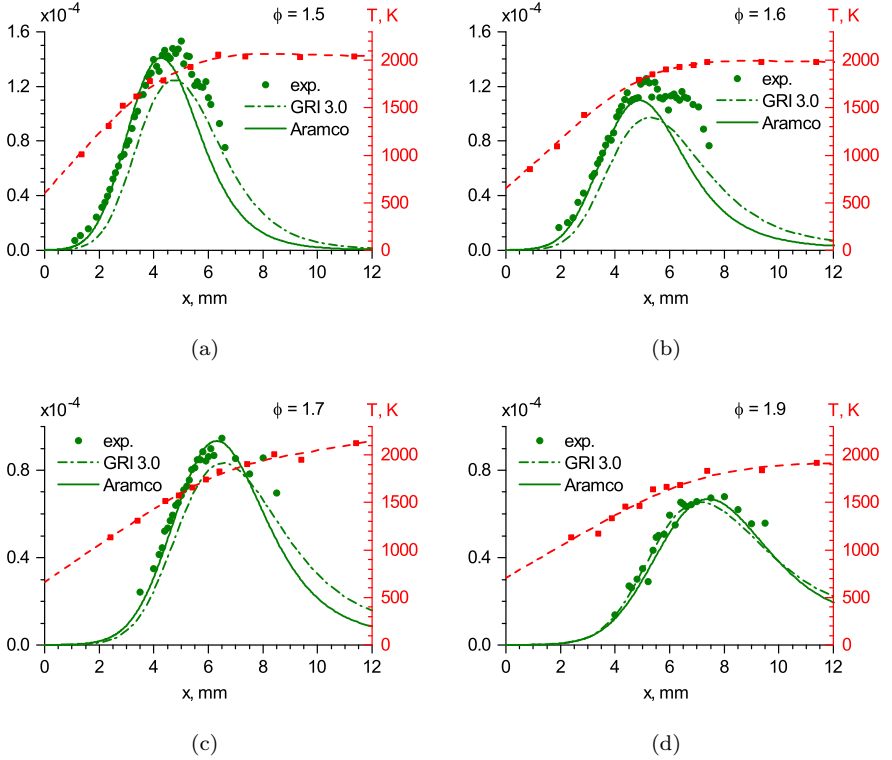 x10-4 ϕ = 1.5 T, K
1.6 2000
exp.
1.2 GRI 3.0 1500
Aramco
0.8 1000
0.4 500
0.0 0
0 2 4 6 8 10 12
x, mm
(a)
x10-4 ϕ = 1.6 T, K
1.6 2000
exp.
1.2 GRI 3.0 1500
Aramco
0.8 1000
0.4 500
0.0 0
0 2 4 6 8 10 12
x, mm
(b)
x10-4 ϕ = 1.7 T, K
exp. 2000
0.8 GRI 3.0
Aramco 1500
1000
0.4
500
0.0 0
0 2 4 6 8 10 12
x, mm
(c)
x10-4 ϕ = 1.9 T, K
exp. 2000
0.8 GRI 3.0
Aramco 1500
1000
0.4
500
0.0 0
0 2 4 6 8 10 12
x, mm
(d)